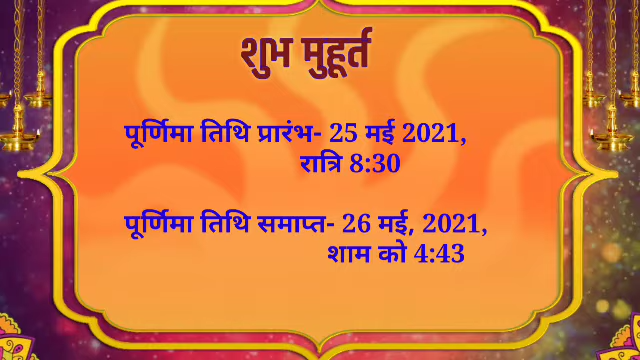 शुभ मुहूर्त
पूर्णिमा तिथि प्रारंभ- 25 मई 2021,
रात्रि 8:30
पूर्णिमा तिथि समाप्त- 26 मई, 2021,
शाम को 4:43